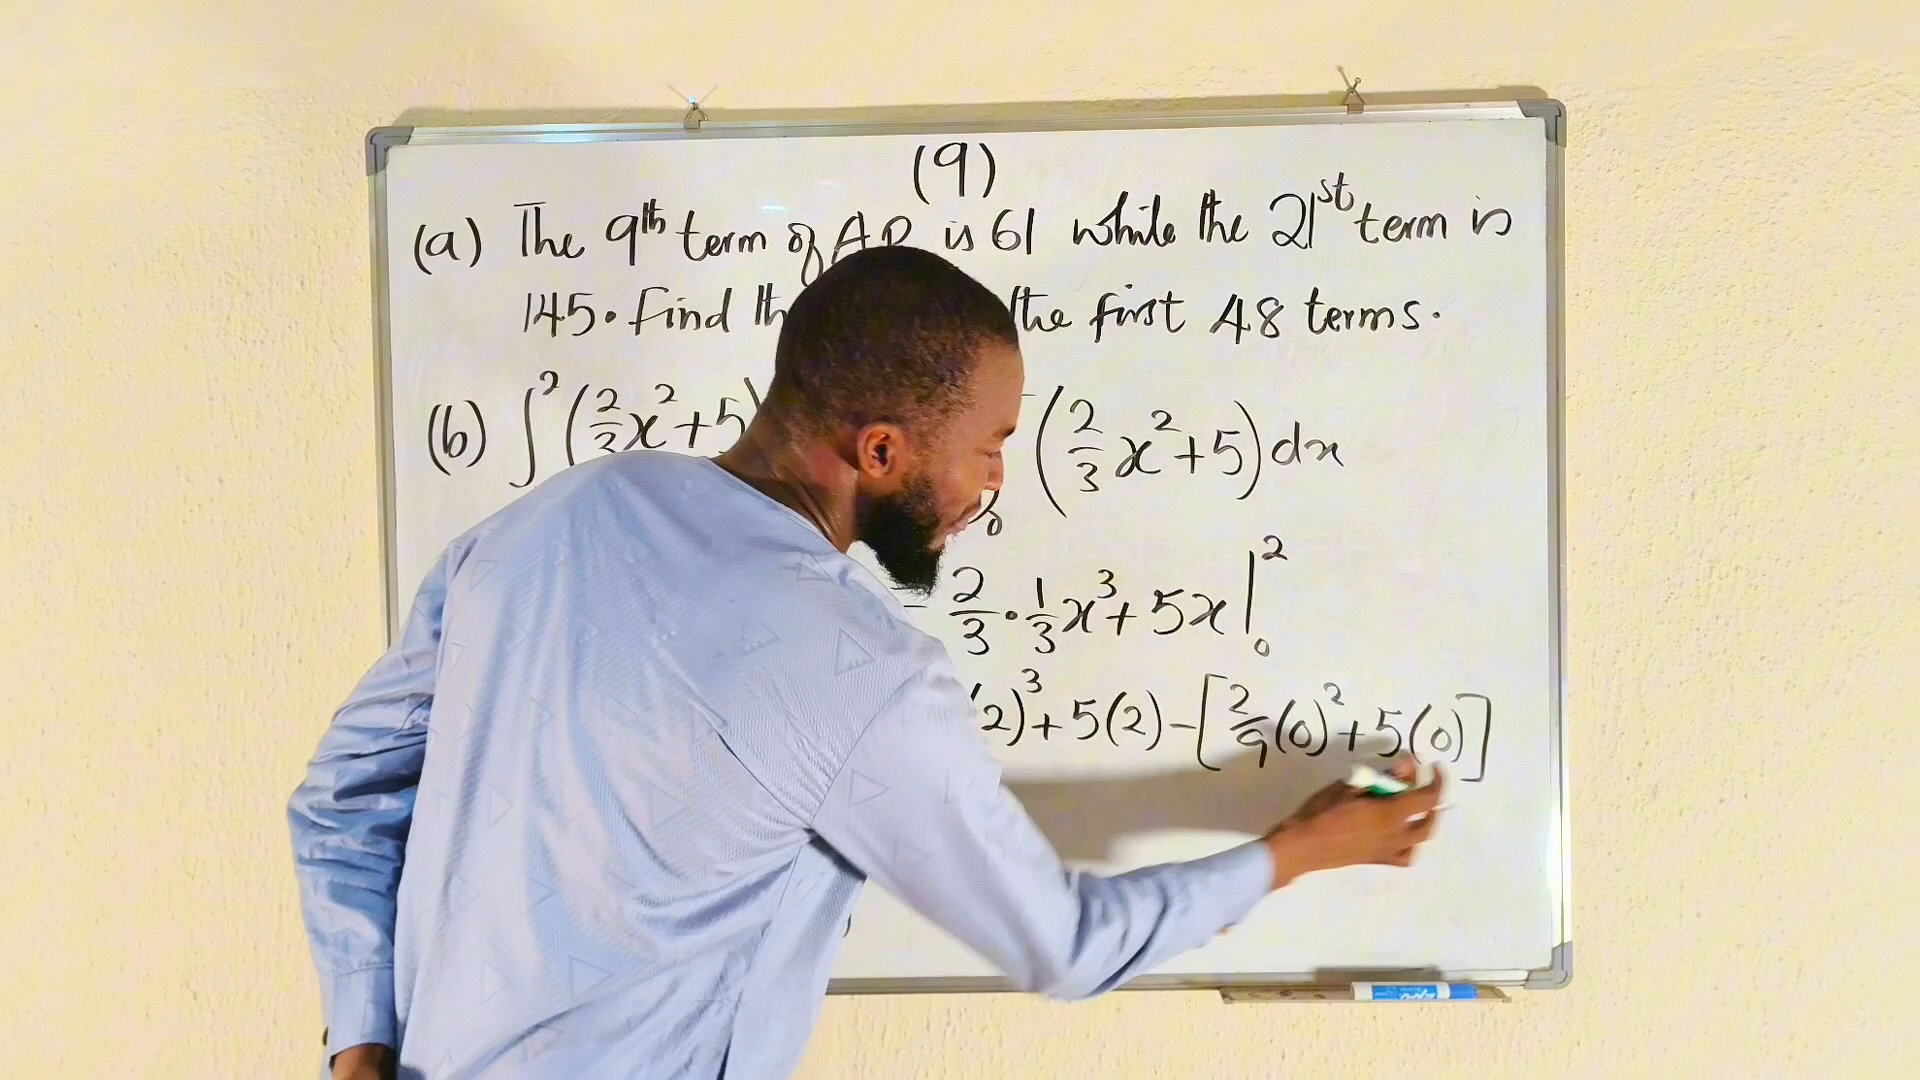 (9)
(a) The 9th term of AP is 61 while the 21st term is
145. Find the first 48 terms.
(b) ∫² (2/3 x² + 5) (2/3 x² + 5) dx
0
= 2/3 · 1/3 x³ + 5x |₀²
(2)³ + 5(2) - [2/9 (0)² + 5(0)]
EXPO